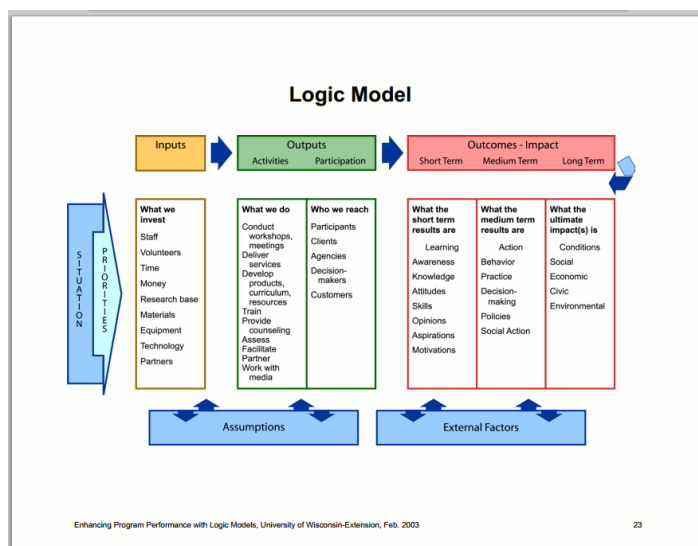 Logic Model
Inputs
Outputs
Activities Participation
Outcomes - Impact
Short Term Medium Term Long Term
SITUATION
PRIORITIES
What we
invest
Staff
Volunteers
Time
Money
Research base
Materials
Equipment
Technology
Partners
What we do
Conduct
workshops,
meetings
Deliver
services
Develop
products,
curriculum,
resources
Train
Provide
counseling
Assess
Facilitate
Partner
Work with
media
Who we reach
Participants
Clients
Agencies
Decision-
makers
Customers
What the
short term
results are
Learning
Awareness
Knowledge
Attitudes
Skills
Opinions
Aspirations
Motivations
What the
medium term
results are
Action
Behavior
Practice
Decision-
making
Policies
Social Action
What the
ultimate
impact(s) is
Conditions
Social
Economic
Civic
Environmental
Assumptions
External Factors
Enhancing Program Performance with Logic Models, University of Wisconsin-Extension, Feb. 2003
23